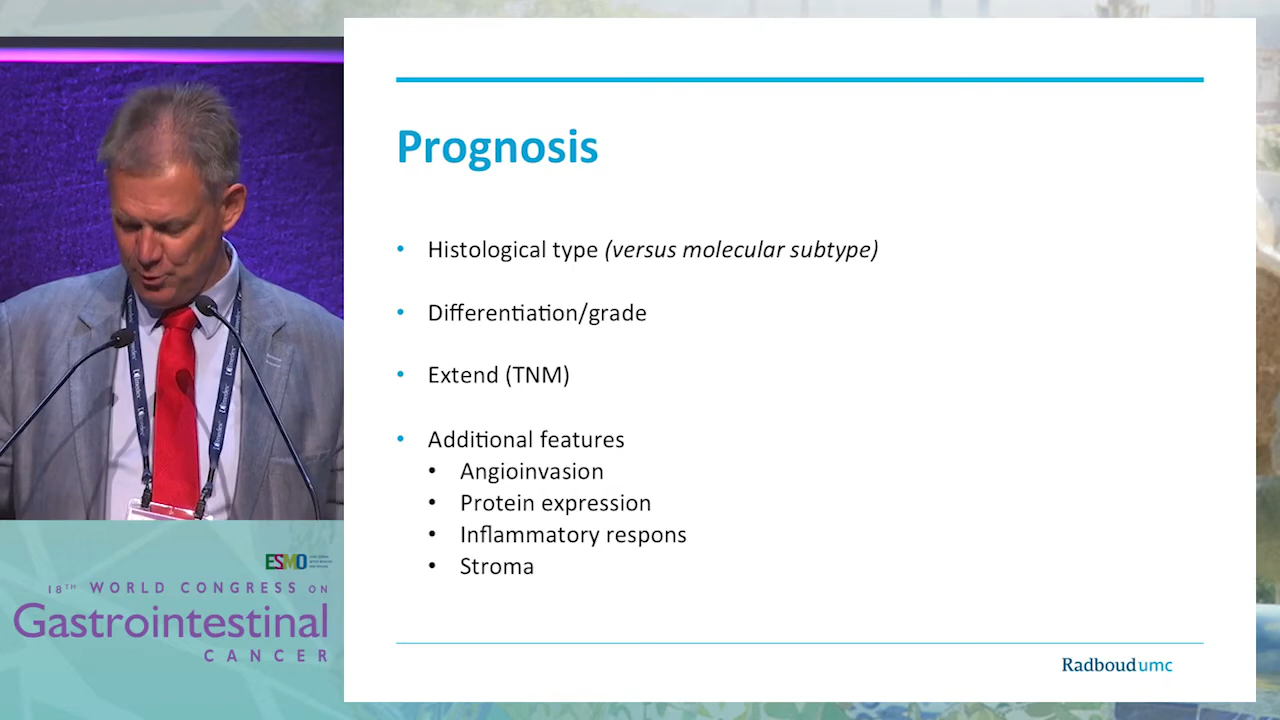 Prognosis
• Histological type (versus molecular subtype)
• Differentiation/grade
• Extend (TNM)
• Additional features
• Angioinvasion
• Protein expression
• Inflammatory respons
• Stroma
Radboudumc
ESMO
18TH WORLD CONGRESS ON
Gastrointestinal
CANCER